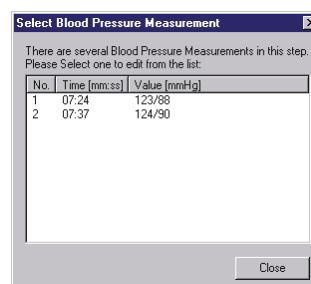 Select Blood Pressure Measurement
There are several Blood Pressure Measurements in this step.
Please Select one to edit from the list:
No. Time [mm:ss] Value [mmHg]
1 07:24 123/88
2 07:37 124/90
Close